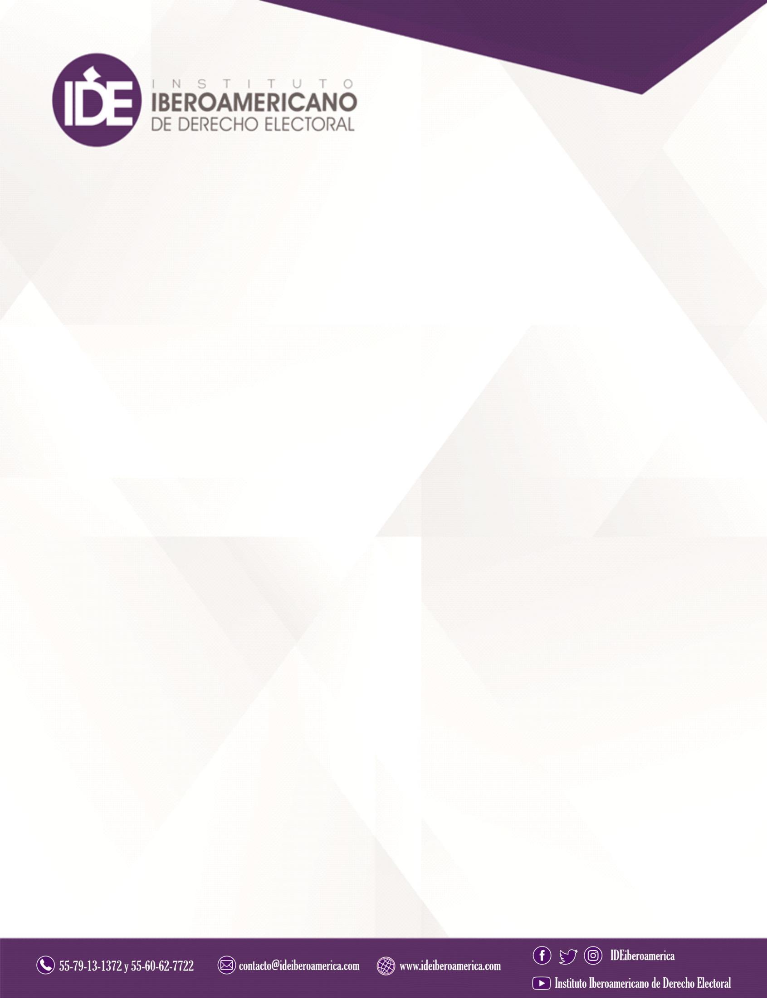 IDE
INSTITUTO
IBEROAMERICANO
DE DERECHO ELECTORAL
55-79-13-1372 y 55-60-62-7722
contacto@ideiberoamerica.com
www.ideiberoamerica.com
IDEiberoamerica
Instituto Iberoamericano de Derecho Electoral